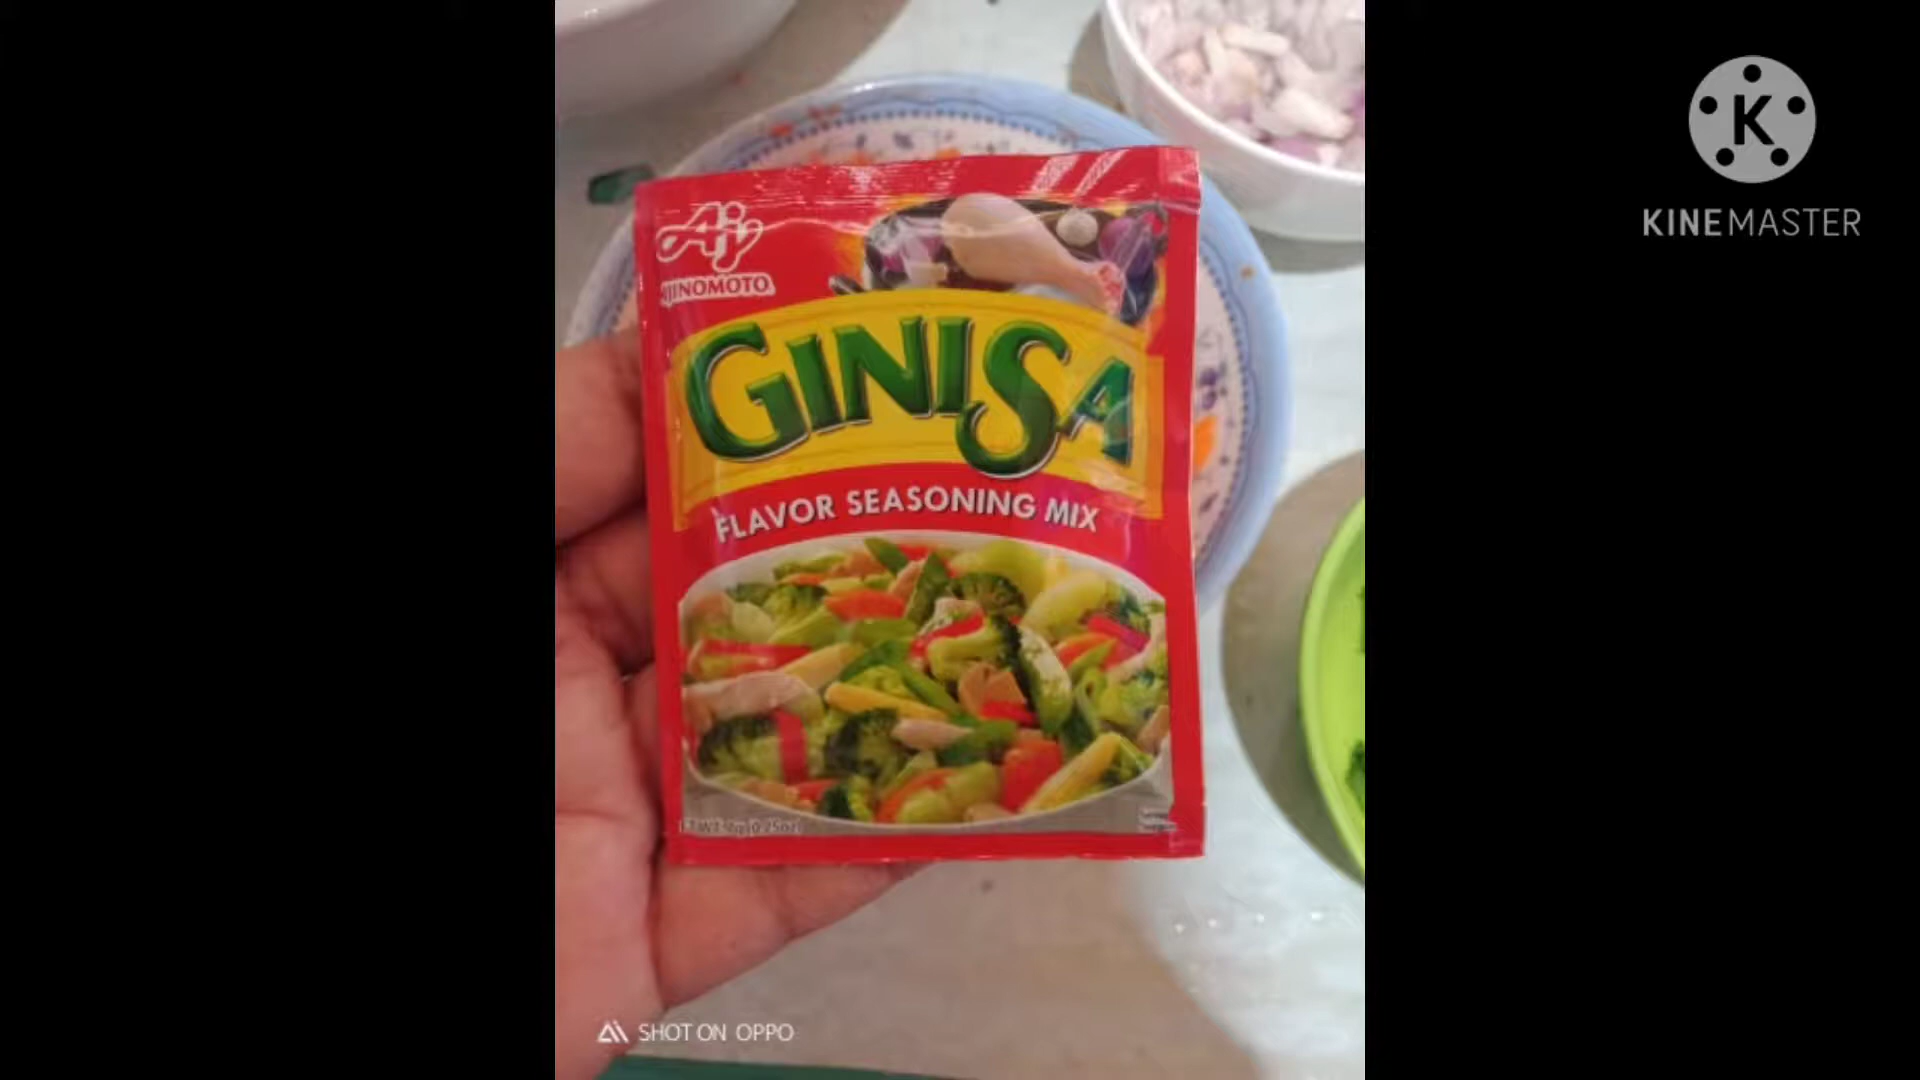 Aji
AJINOMOTO
GINISA
FLAVOR SEASONING MIX
K
KINEMASTER
SHOT ON OPPO